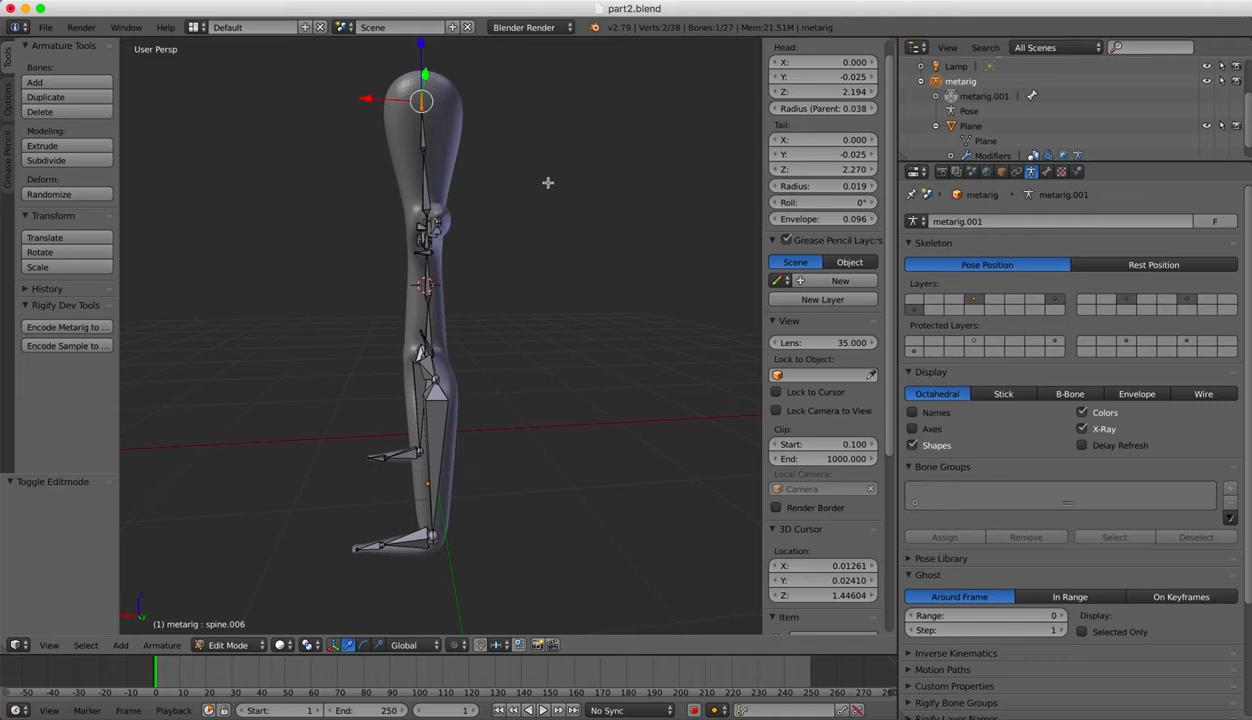 part2.blend
File Edit Render Window Help Default Scene Blender Render v2.79 | Verts:2/38 | Bones:1/27 | Mem:21.51M | metarig
Tools
Options
Grease Pencil
Armature Tools
Bones:
Add
Duplicate
Delete
Modeling:
Extrude
Subdivide
Deform:
Randomize
Transform
Translate
Rotate
Scale
History
Rigify Dev Tools
Encode Metarig to ...
Encode Sample to ...
Toggle Editmode
User Persp
(1) metarig : spine.006
View Select Add Armature Edit Mode Global
Head:
X: 0.000
Y: -0.025
Z: 2.194
Radius (Parent: 0.038
Tail:
X: 0.000
Y: -0.025
Z: 2.270
Radius: 0.019
Roll: 0°
Envelope: 0.096
Grease Pencil Layers
Scene Object
New
New Layer
View
Lens: 35.000
Lock to Object:
Lock to Cursor
Lock Camera to View
Clip:
Start: 0.100
End: 1000.000
Local Camera:
Camera
Render Border
3D Cursor
Location:
X: 0.01261
Y: 0.02410
Z: 1.44604
Item
View Search All Scenes
Lamp
metarig
metarig.001
Pose
Plane
Plane
Modifiers
metarig metarig.001
metarig.001 F
Skeleton
Pose Position Rest Position
Layers:
Protected Layers:
Display
Octahedral Stick B-Bone Envelope Wire
Names Colors
Axes X-Ray
Shapes Delay Refresh
Bone Groups
Assign Remove Select Deselect
Pose Library
Ghost
Around Frame In Range On Keyframes
Range: 0 Display:
Step: 1 Selected Only
Inverse Kinematics
Motion Paths
Custom Properties
-50 -40 -30 -20 -10 0 10 20 30 40 50 60 70 80 90 100 110 120 130 140 150 160 170 180 190 200 210 220 230 240 250 260 270 280
View Marker Frame Playback Start: 1 End: 250 1 No Sync